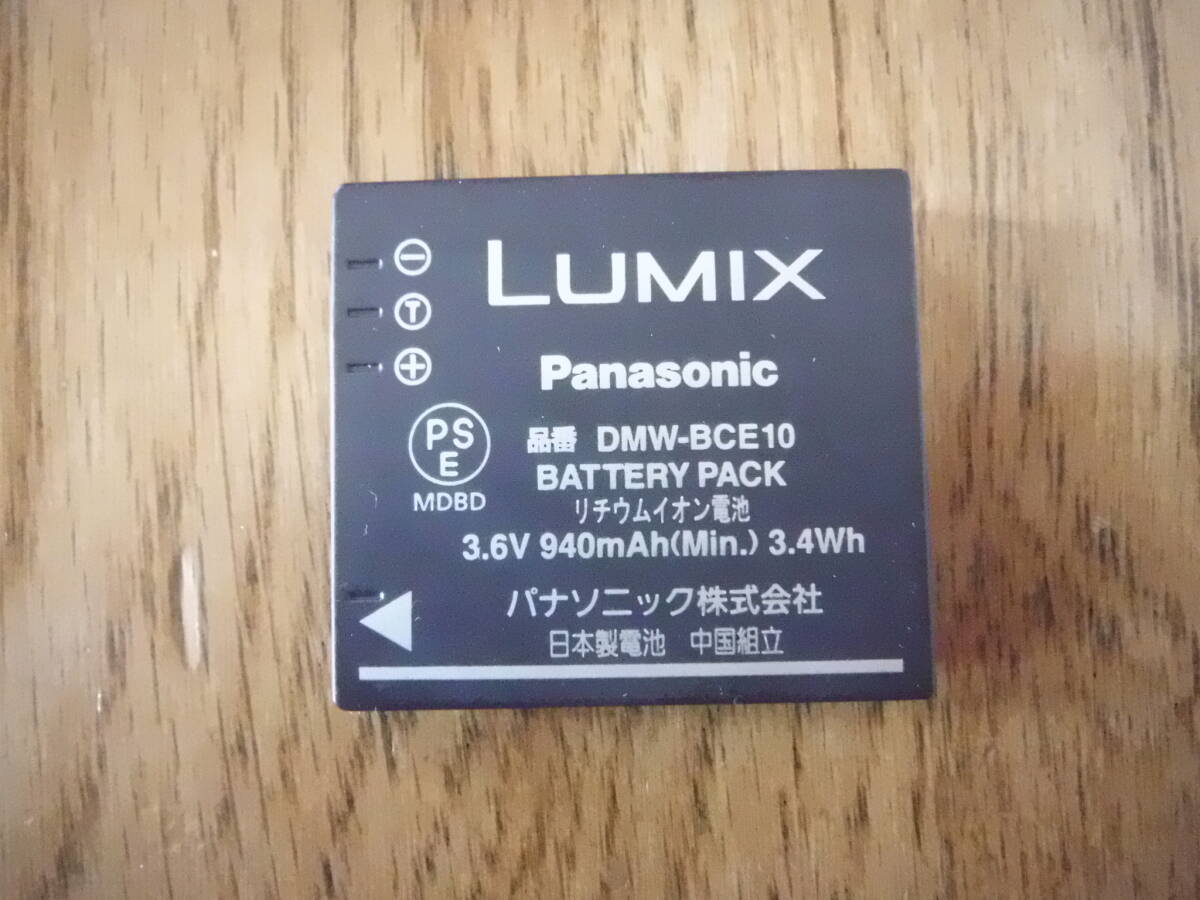 LUMIX
Panasonic
品番 DMW-BCE10
BATTERY PACK
リチウムイオン電池
3.6V 940mAh(Min.) 3.4Wh
パナソニック株式会社
日本製電池 中国組立
T
PS
E
MDBD